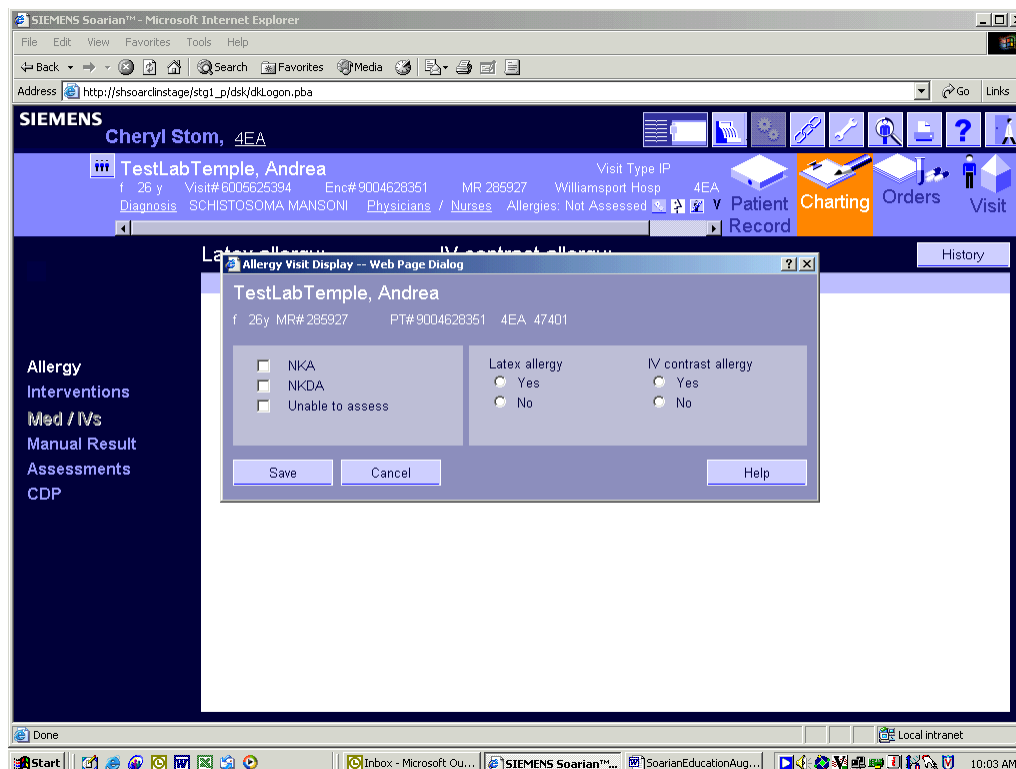 SIEMENS Soarian™ - Microsoft Internet Explorer
File Edit View Favorites Tools Help
Back Search Favorites Media
Address http://shsoarclinstage/stg1_p/dsk/dkLogon.pba Go Links
SIEMENS
Cheryl Stom, 4EA
TestLabTemple, Andrea Visit Type IP
f 26 y Visit# 6005625394 Enc# 9004628351 MR 285927 Williamsport Hosp 4EA
Diagnosis SCHISTOSOMA MANSONI Physicians / Nurses Allergies: Not Assessed V
Patient Record
Charting
Orders
Visit
Latex allergy: IV contrast allergy:
History
Allergy Visit Display -- Web Page Dialog
TestLabTemple, Andrea
f 26y MR# 285927 PT# 9004628351 4EA 47401
NKA
NKDA
Unable to assess
Latex allergy
Yes
No
IV contrast allergy
Yes
No
Save Cancel Help
Allergy
Interventions
Med / IVs
Manual Result
Assessments
CDP
Done Local intranet
Start Inbox - Microsoft Ou... SIEMENS Soarian™... SoarianEducationAug... 10:03 AM